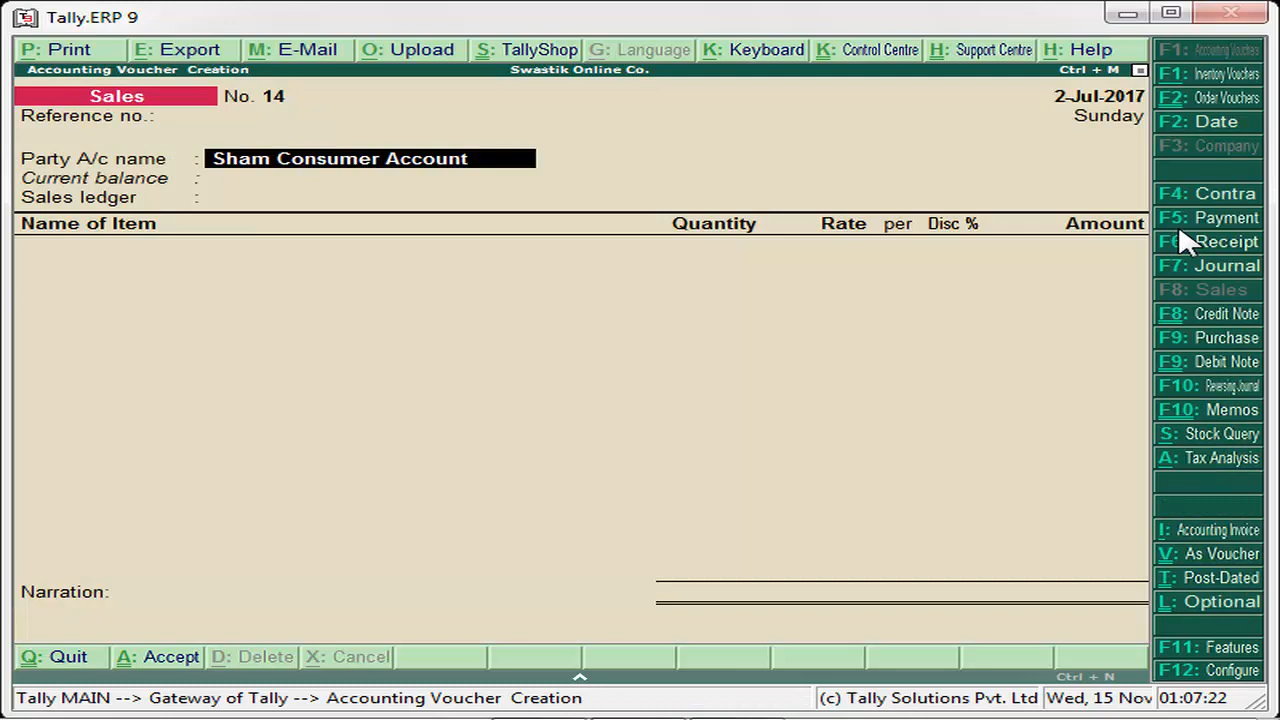 Tally.ERP 9
P: Print E: Export M: E-Mail O: Upload S: TallyShop G: Language K: Keyboard K: Control Centre H: Support Centre H: Help
Accounting Voucher Creation Swastik Online Co. Ctrl + M
Sales No. 14 2-Jul-2017
Reference no.: Sunday
Party A/c name : Sham Consumer Account
Current balance :
Sales ledger :
Name of Item Quantity Rate per Disc % Amount
Narration:
Q: Quit A: Accept D: Delete X: Cancel
Ctrl + N
F1: Accounting Vouchers
F1: Inventory Vouchers
F2: Order Vouchers
F2: Date
F3: Company
F4: Contra
F5: Payment
F6: Receipt
F7: Journal
F8: Sales
F8: Credit Note
F9: Purchase
F9: Debit Note
F10: Reversing Journal
F10: Memos
S: Stock Query
A: Tax Analysis
I: Accounting Invoice
V: As Voucher
T: Post-Dated
L: Optional
F11: Features
F12: Configure
Tally MAIN --> Gateway of Tally --> Accounting Voucher Creation (c) Tally Solutions Pvt. Ltd Wed, 15 Nov 01:07:22